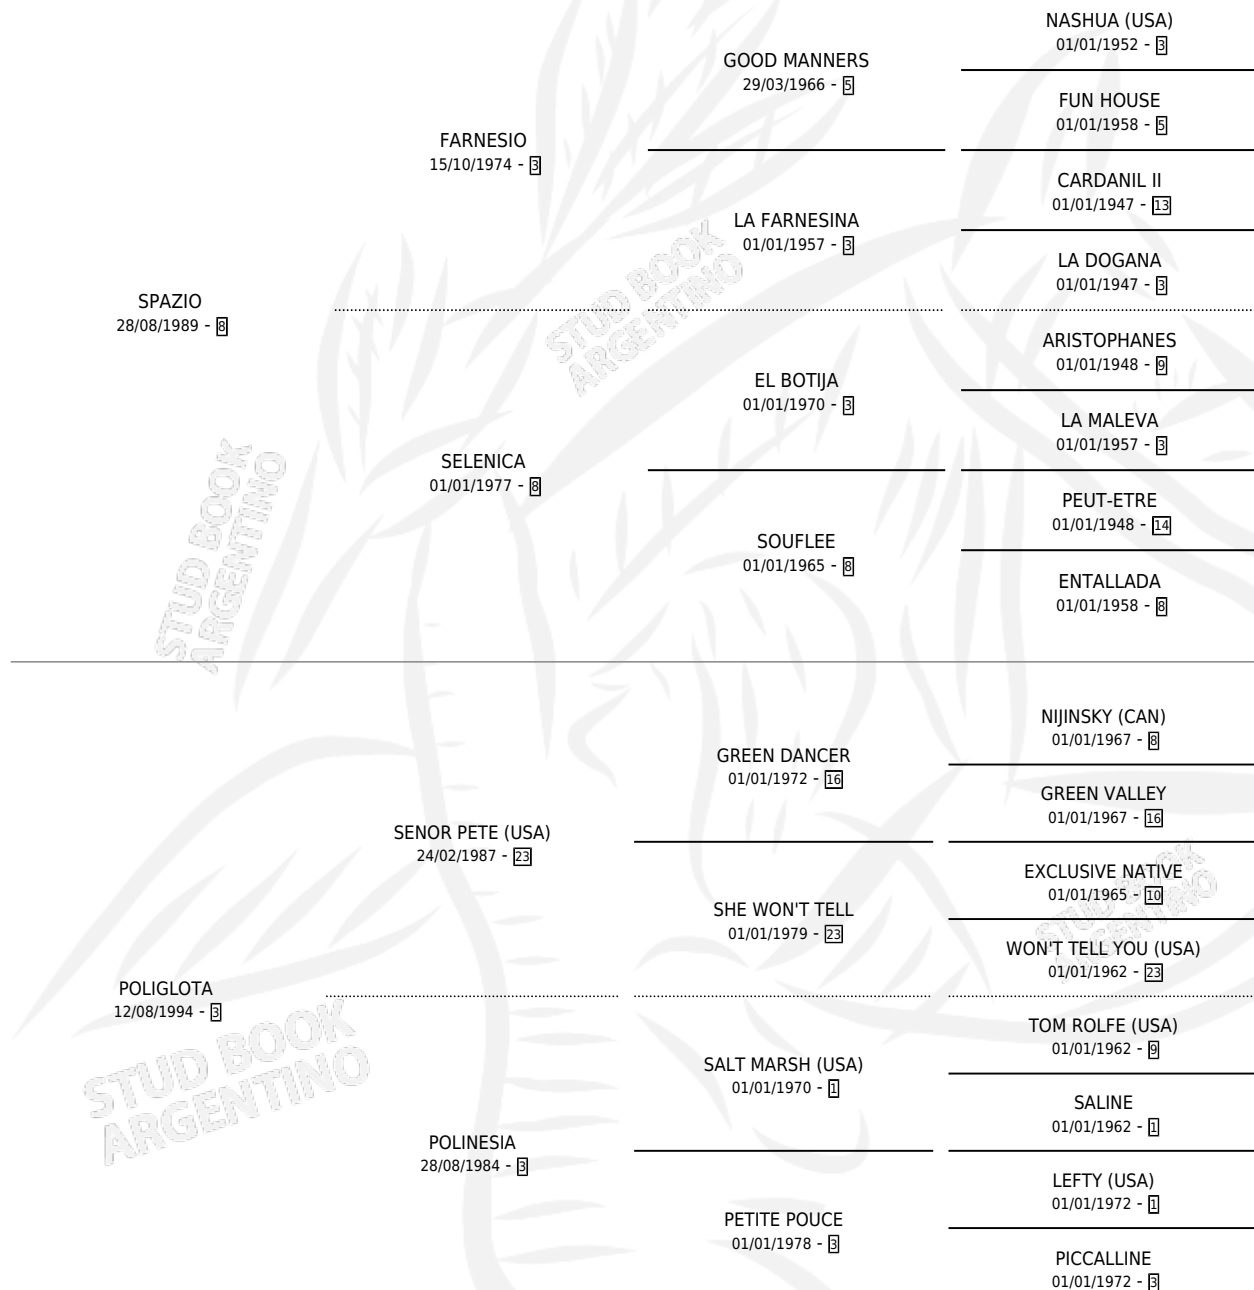 NASHUA (USA)
01/01/1952 - 3
GOOD MANNERS
29/03/1966 - 5
FUN HOUSE
01/01/1958 - 5
FARNESIO
15/10/1974 - 3
CARDANIL II
01/01/1947 - 13
LA FARNESINA
01/01/1957 - 3
LA DOGANA
01/01/1947 - 3
SPAZIO
28/08/1989 - 8
STUD BOOK
ARGENTINO
ARISTOPHANES
01/01/1948 - 9
EL BOTIJA
01/01/1970 - 3
LA MALEVA
01/01/1957 - 3
SELENICA
01/01/1977 - 8
PEUT-ETRE
01/01/1948 - 14
SOUFLEE
01/01/1965 - 8
ENTALLADA
01/01/1958 - 8
STUD BOOK
ARGENTINO
NIJINSKY (CAN)
01/01/1967 - 8
GREEN DANCER
01/01/1972 - 16
GREEN VALLEY
01/01/1967 - 16
SENOR PETE (USA)
24/02/1987 - 23
EXCLUSIVE NATIVE
01/01/1965 - 10
SHE WON'T TELL
01/01/1979 - 23
STUD BOOK
ARGENTINO
WON'T TELL YOU (USA)
01/01/1962 - 23
POLIGLOTA
12/08/1994 - 3
STUD BOOK
ARGENTINO
TOM ROLFE (USA)
01/01/1962 - 9
SALT MARSH (USA)
01/01/1970 - 1
SALINE
01/01/1962 - 1
POLINESIA
28/08/1984 - 3
LEFTY (USA)
01/01/1972 - 1
PETITE POUCE
01/01/1978 - 3
PICCALLINE
01/01/1972 - 3